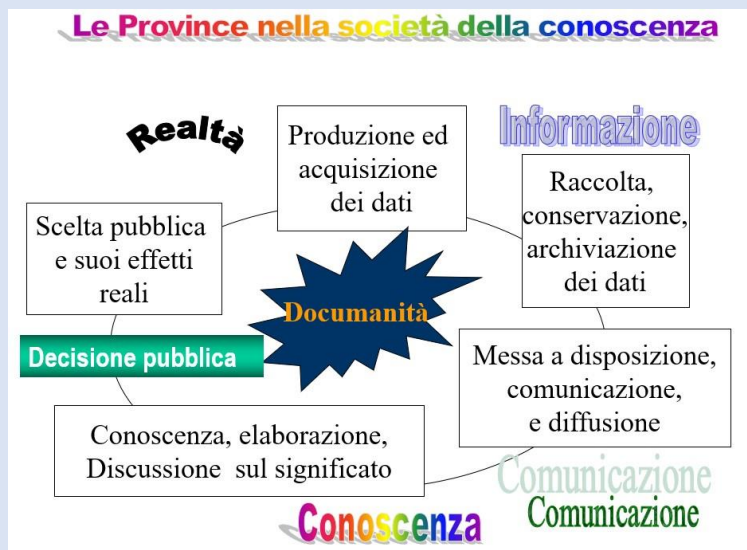 Le Province nella società della conoscenza
Realtà
Produzione ed
acquisizione
dei dati
Informazione
Raccolta,
conservazione,
archiviazione
dei dati
Scelta pubblica
e suoi effetti
reali
Documanità
Decisione pubblica
Messa a disposizione,
comunicazione,
e diffusione
Conoscenza, elaborazione,
Discussione sul significato
Comunicazione
Comunicazione
Conoscenza